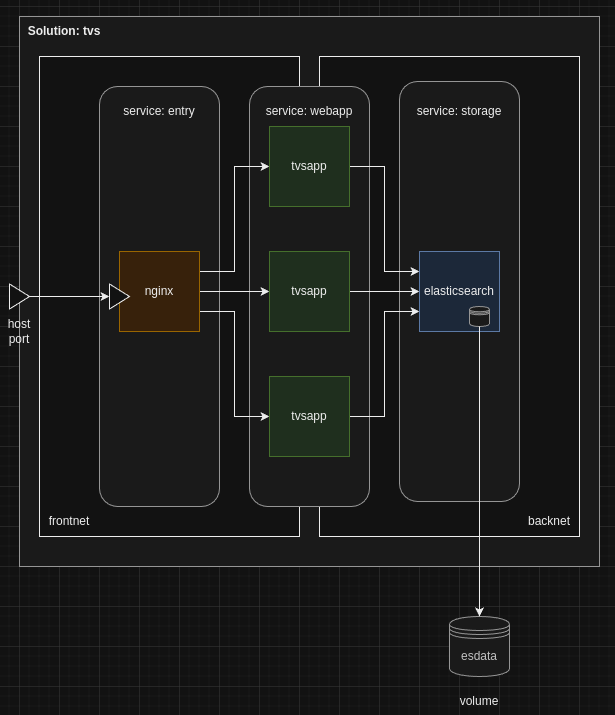 Solution: tvs
service: entry
service: webapp
service: storage
tvsapp
nginx
tvsapp
elasticsearch
host
port
tvsapp
frontnet
backnet
esdata
volume